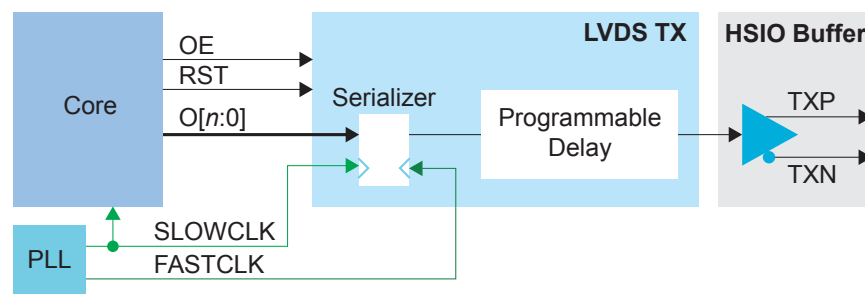 LVDS TX
HSIO Buffer
OE
RST
Core
Serializer
O[n:0]
Programmable
Delay
TXP
TXN
SLOWCLK
PLL
FASTCLK